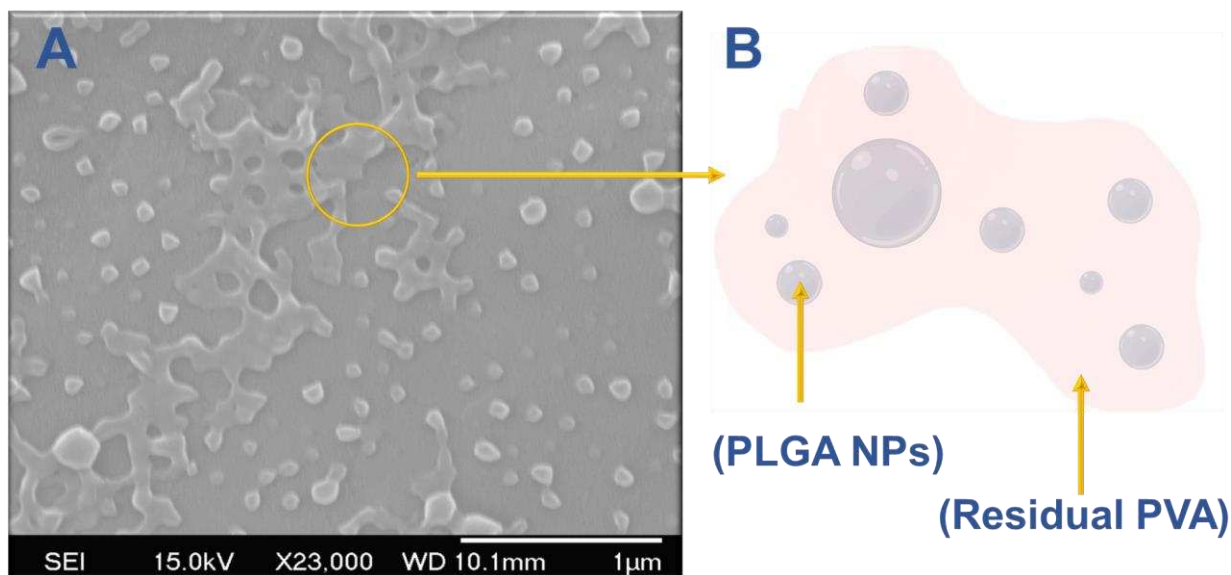 A
B
(PLGA NPs)
(Residual PVA)
SEI 15.0kV X23,000 WD 10.1mm 1μm